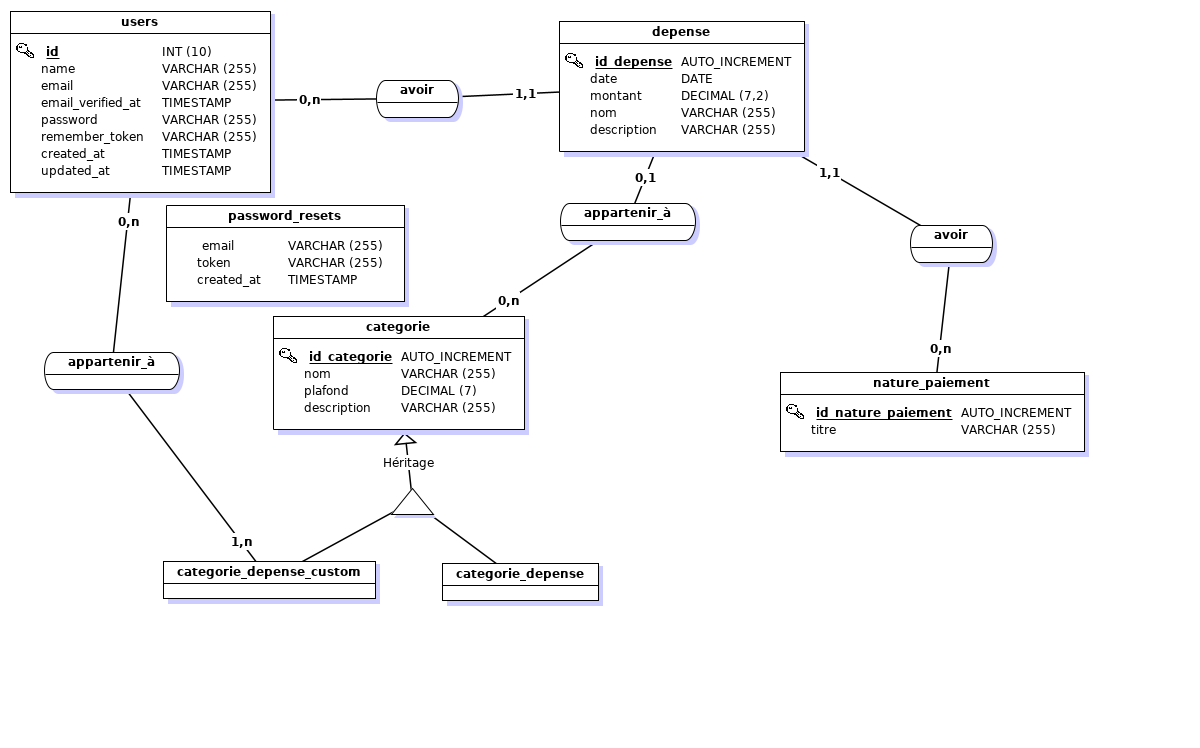 users
id INT (10)
name VARCHAR (255)
email VARCHAR (255)
email_verified_at TIMESTAMP
password VARCHAR (255)
remember_token VARCHAR (255)
created_at TIMESTAMP
updated_at TIMESTAMP
0,n
avoir
1,1
depense
id_depense AUTO_INCREMENT
date DATE
montant DECIMAL (7,2)
nom VARCHAR (255)
description VARCHAR (255)
0,n
password_resets
email VARCHAR (255)
token VARCHAR (255)
created_at TIMESTAMP
0,1
appartenir_à
0,n
1,1
avoir
0,n
categorie
id_categorie AUTO_INCREMENT
nom VARCHAR (255)
plafond DECIMAL (7)
description VARCHAR (255)
nature_paiement
id_nature_paiement AUTO_INCREMENT
titre VARCHAR (255)
appartenir_à
Héritage
1,n
categorie_depense_custom
categorie_depense